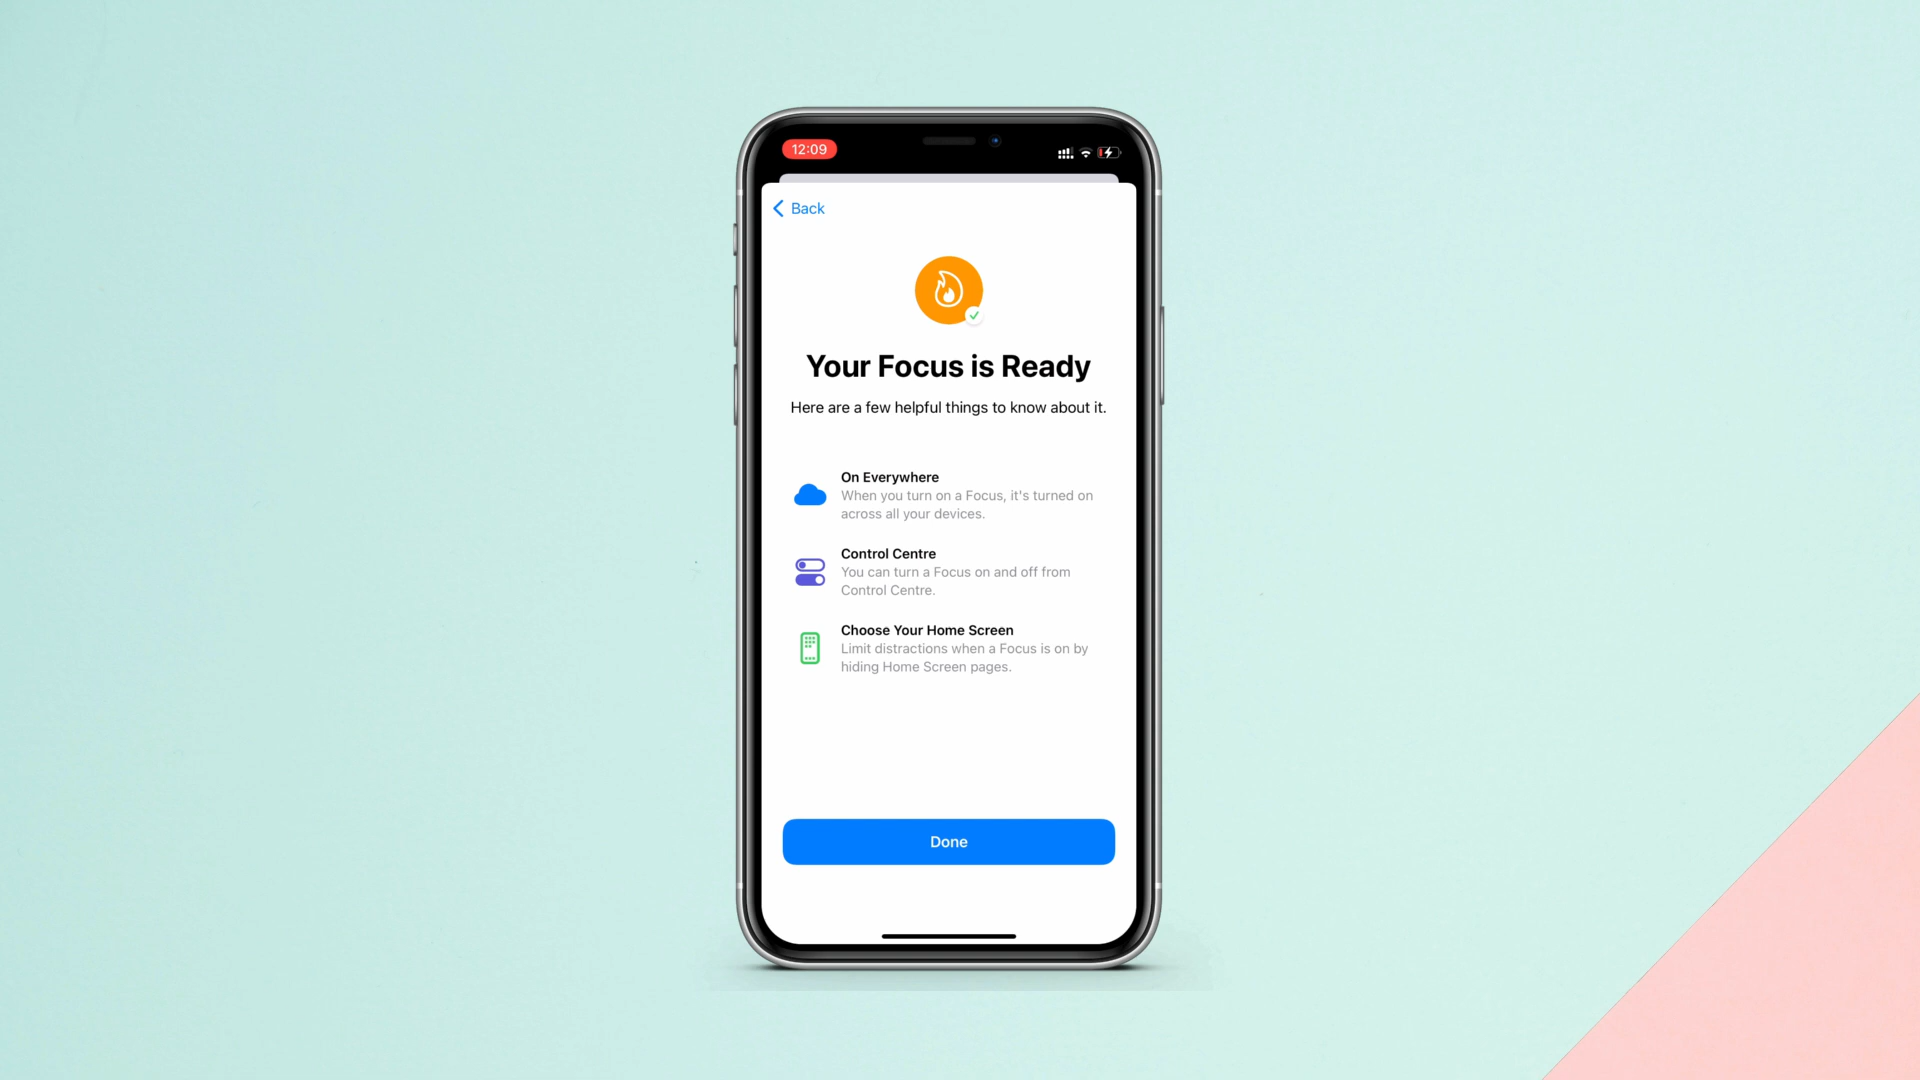 12:09
Back
Your Focus is Ready
Here are a few helpful things to know about it.
On Everywhere
When you turn on a Focus, it's turned on
across all your devices.
Control Centre
You can turn a Focus on and off from
Control Centre.
Choose Your Home Screen
Limit distractions when a Focus is on by
hiding Home Screen pages.
Done